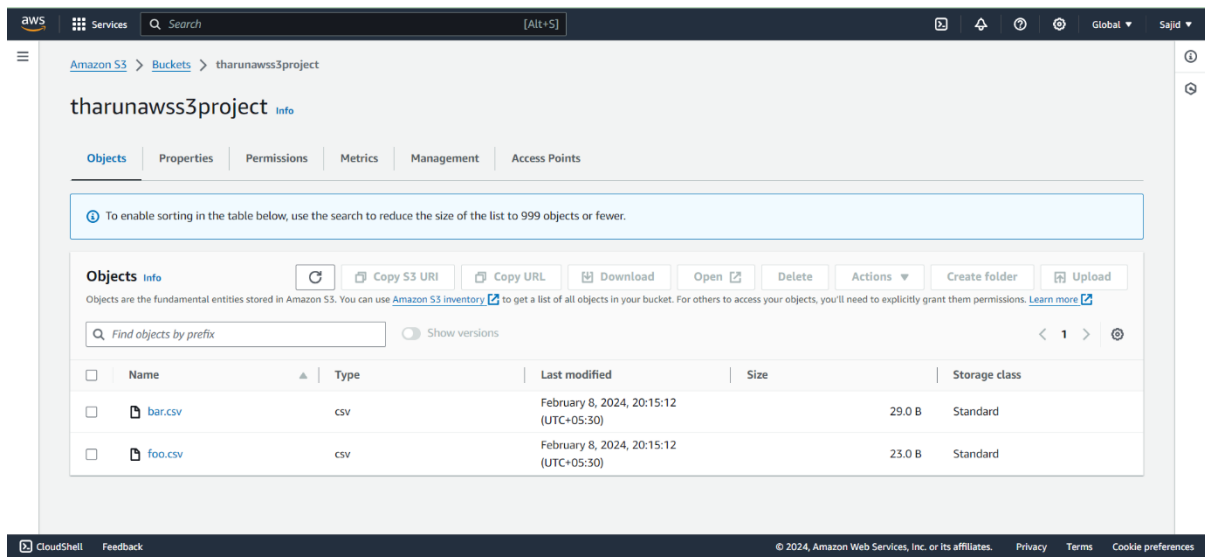 aws Services Search [Alt+S] Global ▼ Sajid ▼
Amazon S3 > Buckets > tharunawss3project
tharunawss3project Info
Objects Properties Permissions Metrics Management Access Points
To enable sorting in the table below, use the search to reduce the size of the list to 999 objects or fewer.
Objects Info Copy S3 URI Copy URL Download Open Delete Actions ▼ Create folder Upload
Objects are the fundamental entities stored in Amazon S3. You can use Amazon S3 inventory to get a list of all objects in your bucket. For others to access your objects, you'll need to explicitly grant them permissions. Learn more
Find objects by prefix Show versions < 1 >
Name ▲ Type Last modified Size Storage class
bar.csv csv February 8, 2024, 20:15:12 (UTC+05:30) 29.0 B Standard
foo.csv csv February 8, 2024, 20:15:12 (UTC+05:30) 23.0 B Standard
CloudShell Feedback © 2024, Amazon Web Services, Inc. or its affiliates. Privacy Terms Cookie preferences